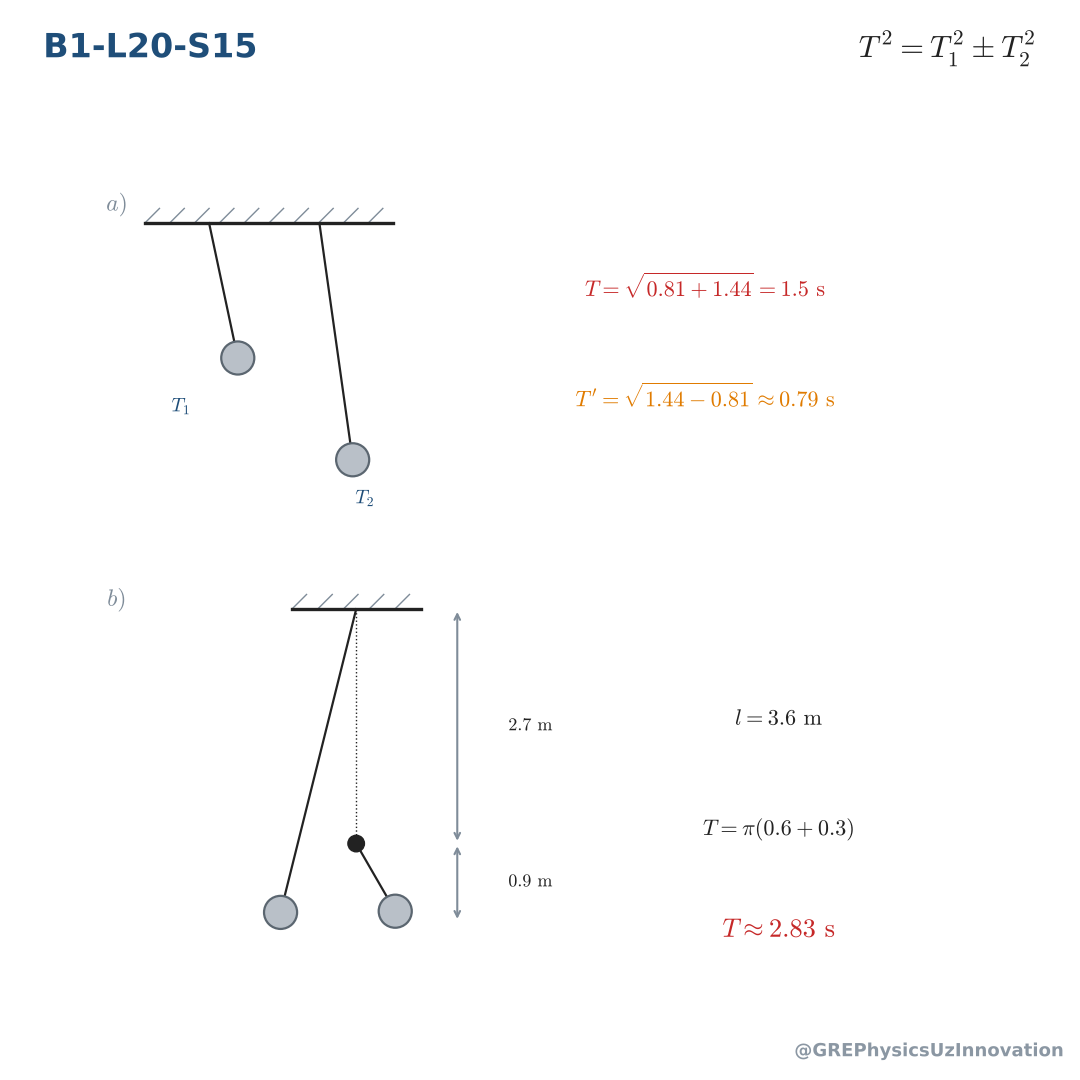 B1-L20-S15
T² = T₁² ± T₂²
a)
T = √(0.81 + 1.44) = 1.5 s
T′ = √(1.44 − 0.81) ≈ 0.79 s
T₁
T₂
b)
2.7 m
l = 3.6 m
T = π(0.6 + 0.3)
0.9 m
T ≈ 2.83 s
@GREPhysicsUzInnovation